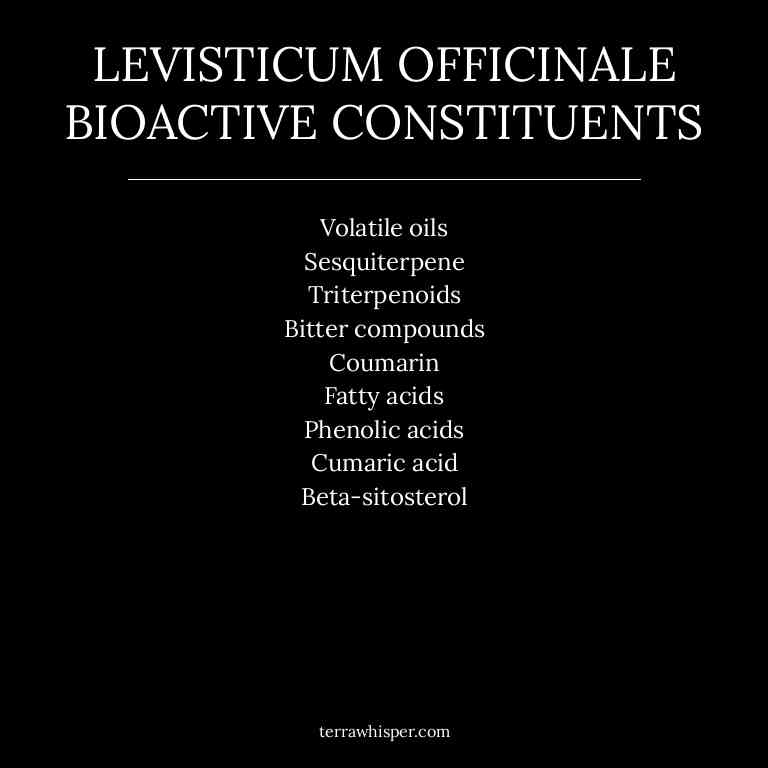 LEVISTICUM OFFICINALE
BIOACTIVE CONSTITUENTS
Volatile oils
Sesquiterpene
Triterpenoids
Bitter compounds
Coumarin
Fatty acids
Phenolic acids
Cumaric acid
Beta-sitosterol
terrawhisper.com